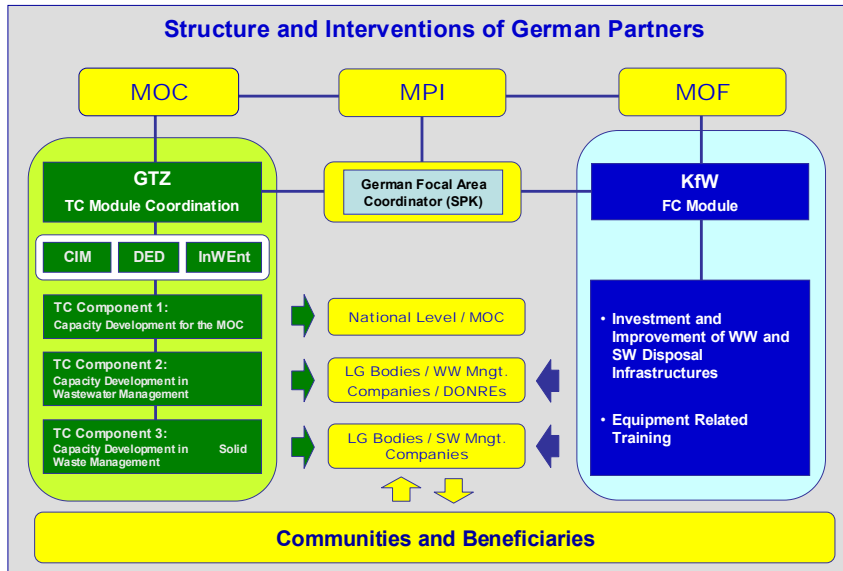 Structure and Interventions of German Partners
MOC
MPI
MOF
GTZ
TC Module Coordination
German Focal Area
Coordinator (SPK)
KfW
FC Module
CIM
DED
InWEnt
TC Component 1:
Capacity Development for the MOC
National Level / MOC
TC Component 2:
Capacity Development in
Wastewater Management
LG Bodies / WW Mngt.
Companies / DONREs
TC Component 3:
Capacity Development in Solid
Waste Management
LG Bodies / SW Mngt.
Companies
• Investment and
Improvement of WW and
SW Disposal
Infrastructures
• Equipment Related
Training
Communities and Beneficiaries